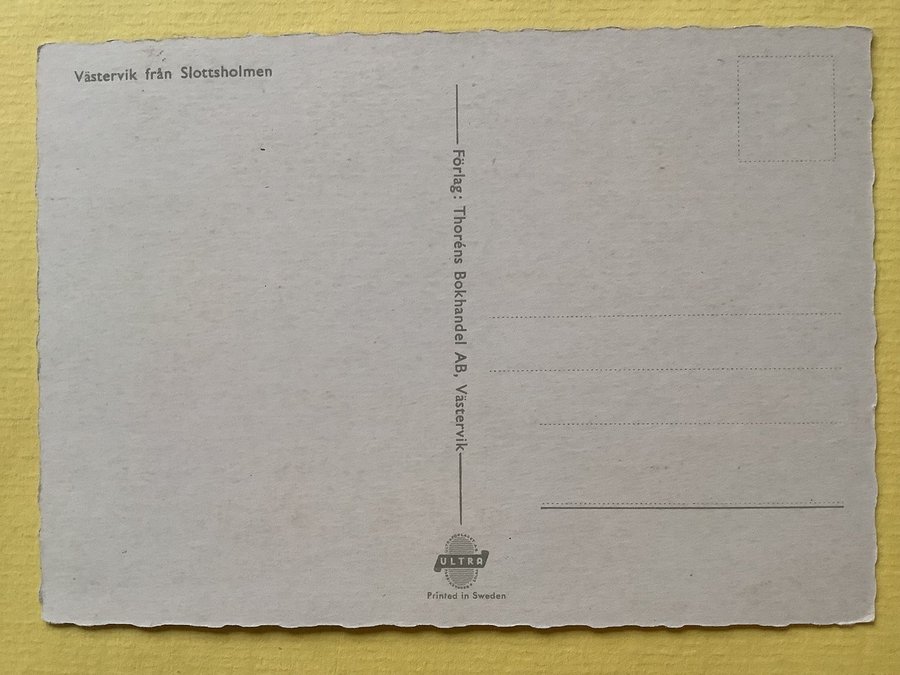 Västervik från Slottsholmen
Förlag: Thoréns Bokhandel AB, Västervik
ULTRA
Printed in Sweden